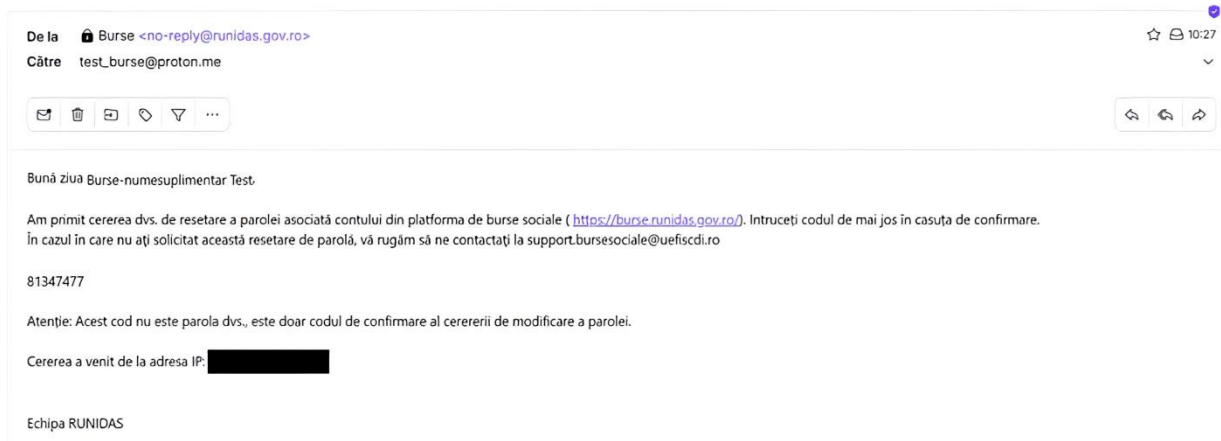 De la Burse <no-reply@runidas.gov.ro>
10:27
Către test_burse@proton.me
Bună ziua Burse-numesuplimentar Test,
Am primit cererea dvs. de resetare a parolei asociată contului din platforma de burse sociale ( https://burse.runidas.gov.ro/). Intruceți codul de mai jos în casuța de confirmare.
În cazul în care nu ați solicitat această resetare de parolă, vă rugăm să ne contactați la support.bursesociale@uefiscdi.ro
81347477
Atenție: Acest cod nu este parola dvs., este doar codul de confirmare al cerererii de modificare a parolei.
Cererea a venit de la adresa IP:
Echipa RUNIDAS